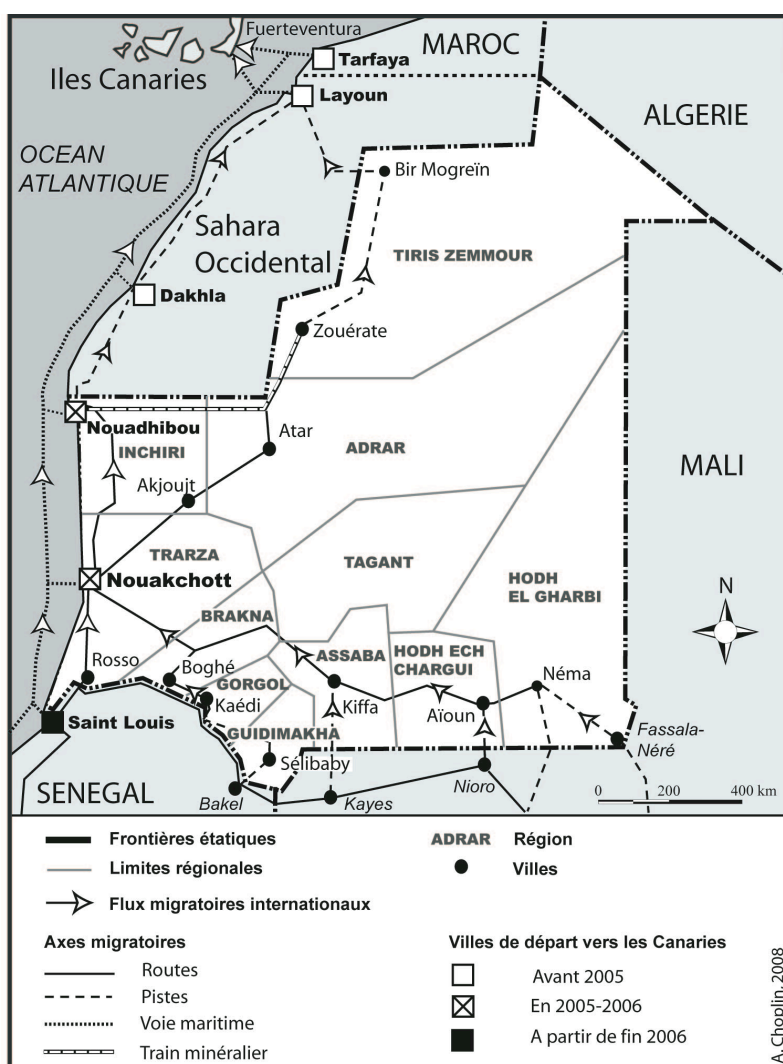 Fuerteventura
MAROC
Tarfaya
Iles Canaries
Layoun
ALGERIE
OCEAN
ATLANTIQUE
Bir Mogreïn
Sahara
Occidental
TIRIS ZEMMOUR
Dakhla
Zouérate
Nouadhibou
Atar
INCHIRI
ADRAR
MALI
Akjoujt
TRARZA
TAGANT
Nouakchott
HODH
EL GHARBI
N
BRAKNA
Rosso
Boghé
ASSABA
HODH ECH
CHARGUI
Néma
GORGOL
Kaédi
Kiffa
Aïoun
Saint Louis
GUIDIMAKHA
Fassala-
Néré
Sélibaby
SENEGAL
Bakel
Kayes
Nioro
0 200 400 km
Frontières étatiques
ADRAR Région
Limites régionales
Villes
Flux migratoires internationaux
Axes migratoires
Routes
Pistes
Voie maritime
Train minéralier
Villes de départ vers les Canaries
Avant 2005
En 2005-2006
A partir de fin 2006
A. Choplin, 2008